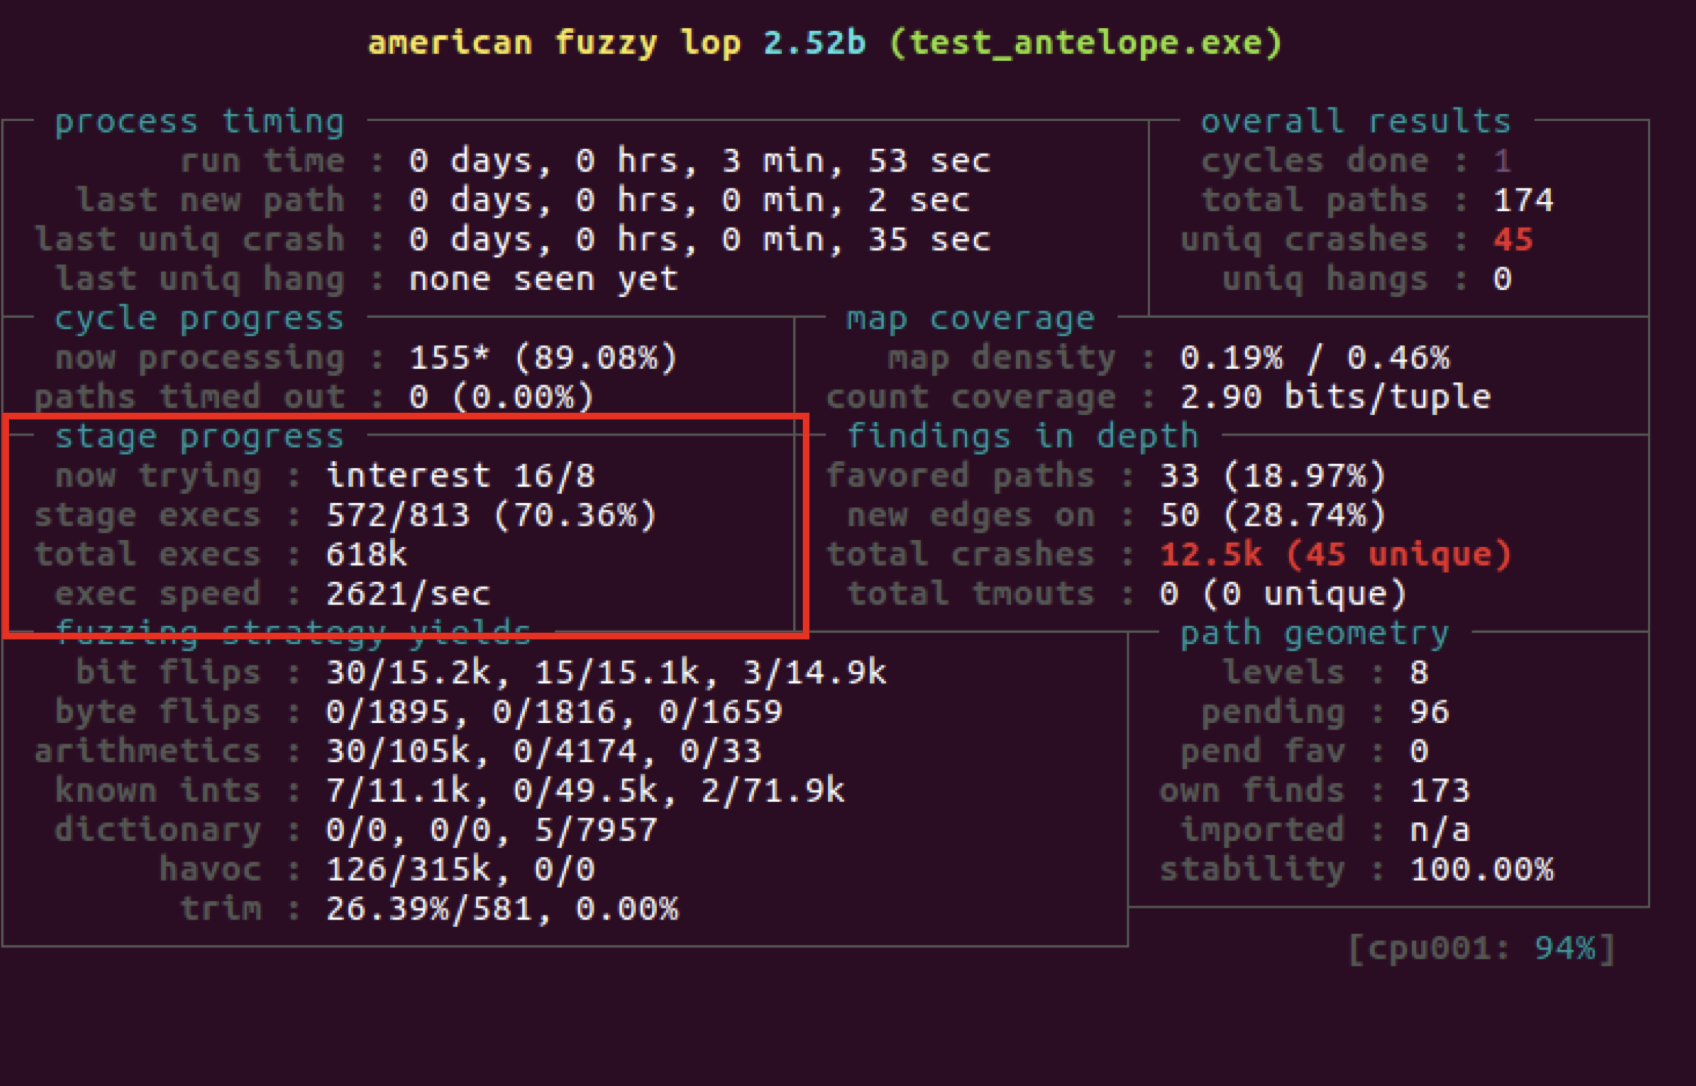 american fuzzy lop 2.52b (test_antelope.exe)
process timing
run time : 0 days, 0 hrs, 3 min, 53 sec
last new path : 0 days, 0 hrs, 0 min, 2 sec
last uniq crash : 0 days, 0 hrs, 0 min, 35 sec
last uniq hang : none seen yet
overall results
cycles done : 1
total paths : 174
uniq crashes : 45
uniq hangs : 0
cycle progress
now processing : 155* (89.08%)
paths timed out : 0 (0.00%)
map coverage
map density : 0.19% / 0.46%
count coverage : 2.90 bits/tuple
stage progress
now trying : interest 16/8
stage execs : 572/813 (70.36%)
total execs : 618k
exec speed : 2621/sec
findings in depth
favored paths : 33 (18.97%)
new edges on : 50 (28.74%)
total crashes : 12.5k (45 unique)
total tmouts : 0 (0 unique)
fuzzing strategy yields
bit flips : 30/15.2k, 15/15.1k, 3/14.9k
byte flips : 0/1895, 0/1816, 0/1659
arithmetics : 30/105k, 0/4174, 0/33
known ints : 7/11.1k, 0/49.5k, 2/71.9k
dictionary : 0/0, 0/0, 5/7957
havoc : 126/315k, 0/0
trim : 26.39%/581, 0.00%
path geometry
levels : 8
pending : 96
pend fav : 0
own finds : 173
imported : n/a
stability : 100.00%
[cpu001: 94%]